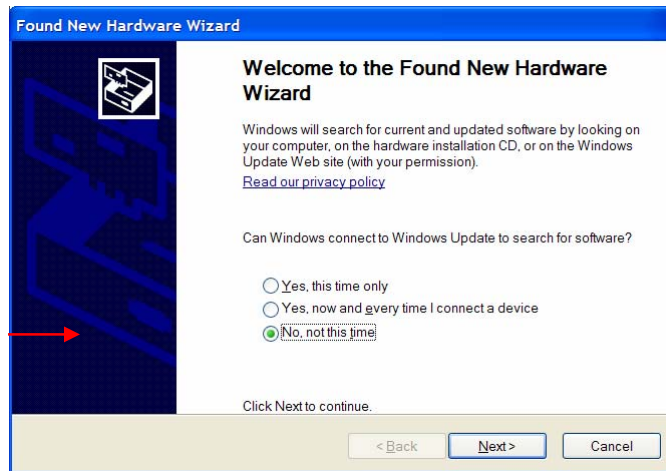 Found New Hardware Wizard
Welcome to the Found New Hardware
Wizard
Windows will search for current and updated software by looking on
your computer, on the hardware installation CD, or on the Windows
Update Web site (with your permission).
Read our privacy policy
Can Windows connect to Windows Update to search for software?
Yes, this time only
Yes, now and every time I connect a device
No, not this time
Click Next to continue.
< Back Next > Cancel